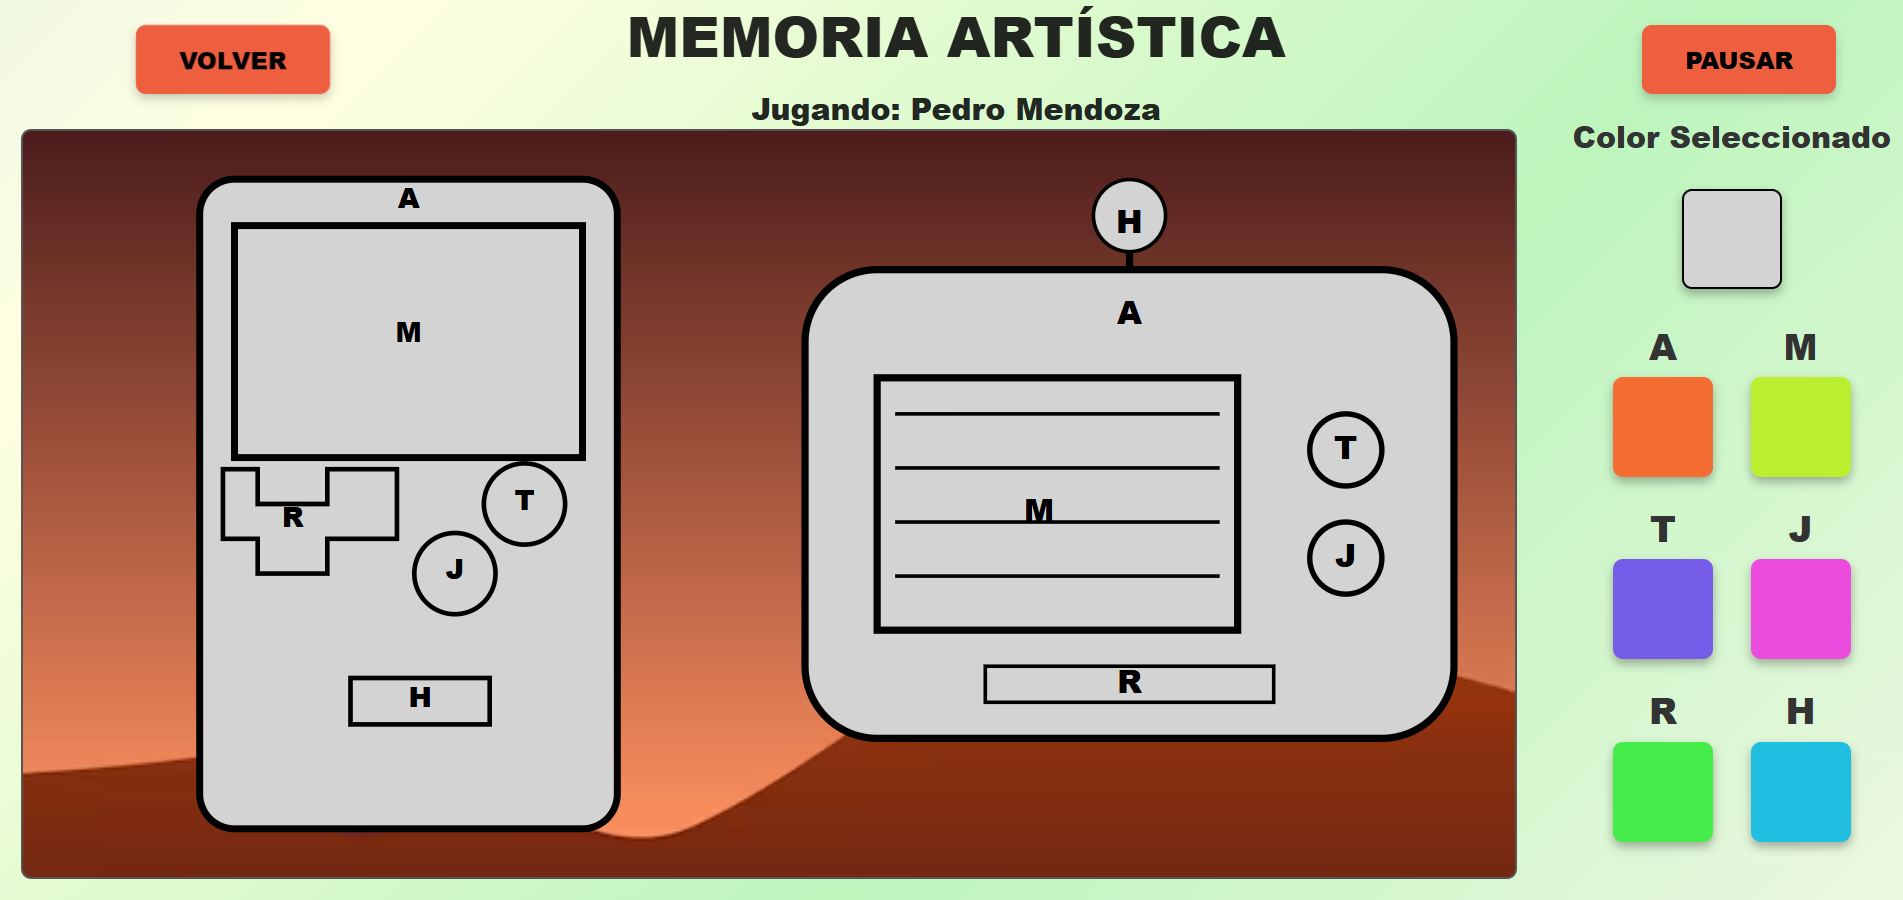 MEMORIA ARTÍSTICA
VOLVER
PAUSAR
Jugando: Pedro Mendoza
Color Seleccionado
A
M
R
T
J
H
H
A
M
T
J
R
A
M
T
J
R
H